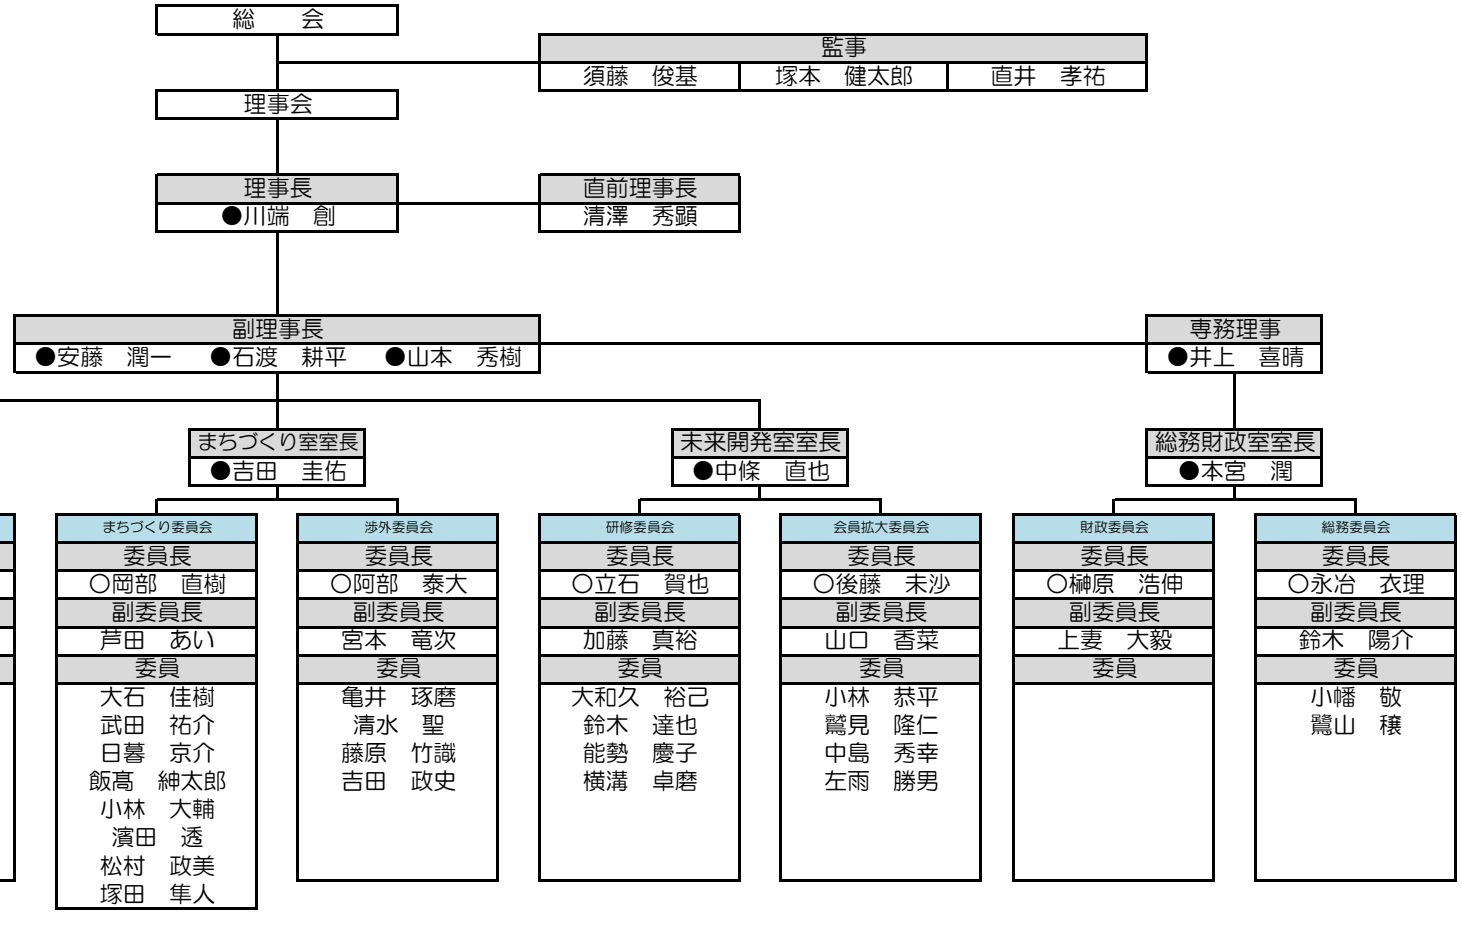 総　　会
監事
須藤　俊基　塚本　健太郎　直井　孝祐
理事会
理事長　直前理事長
●川端　創　清澤　秀顕
副理事長　専務理事
●安藤　潤一　●石渡　耕平　●山本　秀樹　●井上　喜晴
まちづくり室室長　未来開発室室長　総務財政室室長
●吉田　圭佑　●中條　直也　●本宮　潤
まちづくり委員会　渉外委員会　研修委員会　会員拡大委員会　財政委員会　総務委員会
委員長　委員長　委員長　委員長　委員長　委員長
〇岡部　直樹　〇阿部　泰大　〇立石　賀也　〇後藤　未沙　〇榊原　浩伸　〇永冶　衣理
副委員長　副委員長　副委員長　副委員長　副委員長　副委員長
芦田　あい　宮本　竜次　加藤　真裕　山口　香菜　上妻　大毅　鈴木　陽介
委員　委員　委員　委員　委員　委員
大石　佳樹　亀井　琢磨　大和久　裕己　小林　恭平　小幡　敬
武田　祐介　清水　聖　鈴木　達也　鷲見　隆仁　鷺山　穣
日暮　京介　藤原　竹識　能勢　慶子　中島　秀幸
飯髙　紳太郎　吉田　政史　横溝　卓磨　左雨　勝男
小林　大輔
濱田　透
松村　政美
塚田　隼人